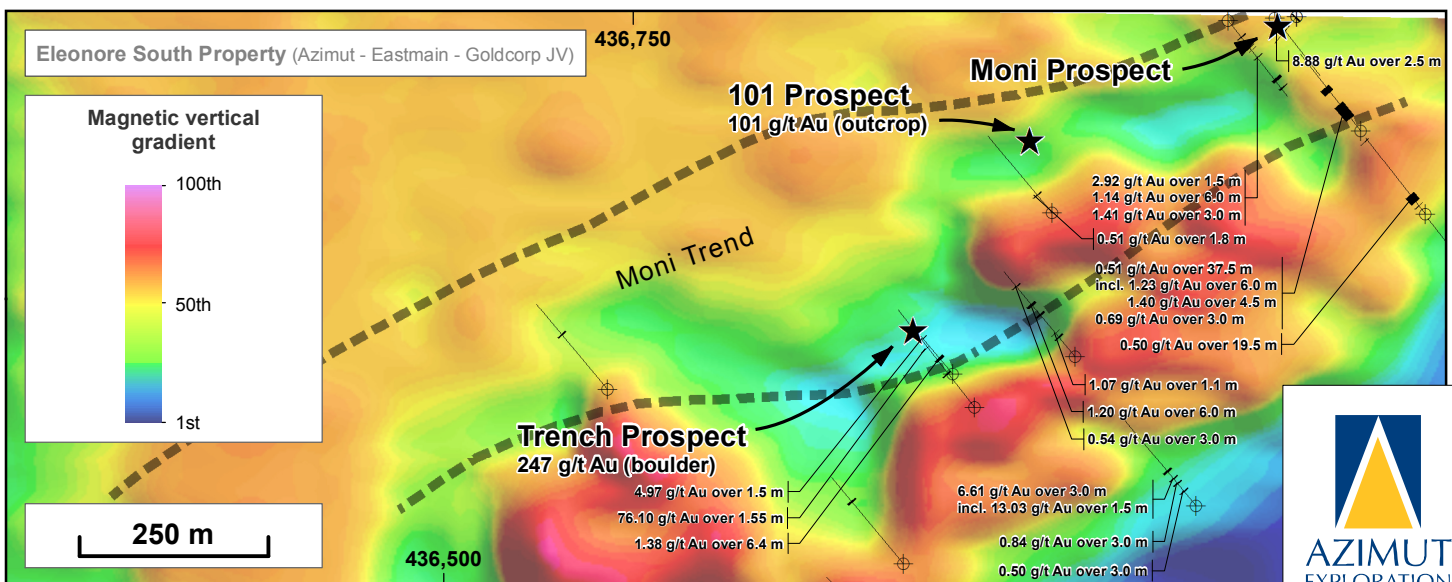 Eleonore South Property (Azimut - Eastmain - Goldcorp JV)
436,750
Magnetic vertical
gradient
100th
50th
1st
250 m
101 Prospect
101 g/t Au (outcrop)
Moni Prospect
8.88 g/t Au over 2.5 m
Moni Trend
2.92 g/t Au over 1.5 m
1.14 g/t Au over 6.0 m
1.41 g/t Au over 3.0 m
0.51 g/t Au over 1.8 m
0.51 g/t Au over 37.5 m
incl. 1.23 g/t Au over 6.0 m
1.40 g/t Au over 4.5 m
0.69 g/t Au over 3.0 m
0.50 g/t Au over 19.5 m
1.07 g/t Au over 1.1 m
1.20 g/t Au over 6.0 m
0.54 g/t Au over 3.0 m
Trench Prospect
247 g/t Au (boulder)
4.97 g/t Au over 1.5 m
76.10 g/t Au over 1.55 m
1.38 g/t Au over 6.4 m
6.61 g/t Au over 3.0 m
incl. 13.03 g/t Au over 1.5 m
0.84 g/t Au over 3.0 m
0.50 g/t Au over 3.0 m
436,500
AZIMUT
EXPLORATION